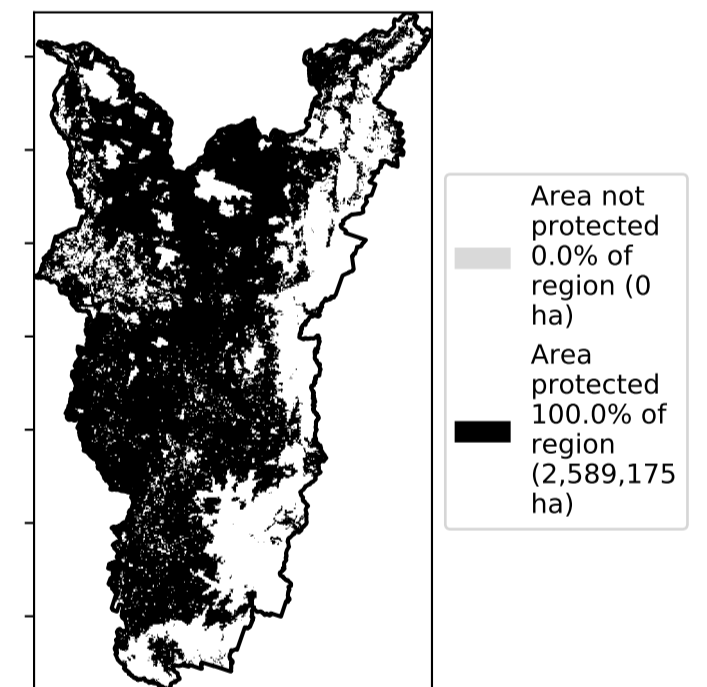 Area not
protected
0.0% of
region (0
ha)
Area
protected
100.0% of
region
(2,589,175
ha)